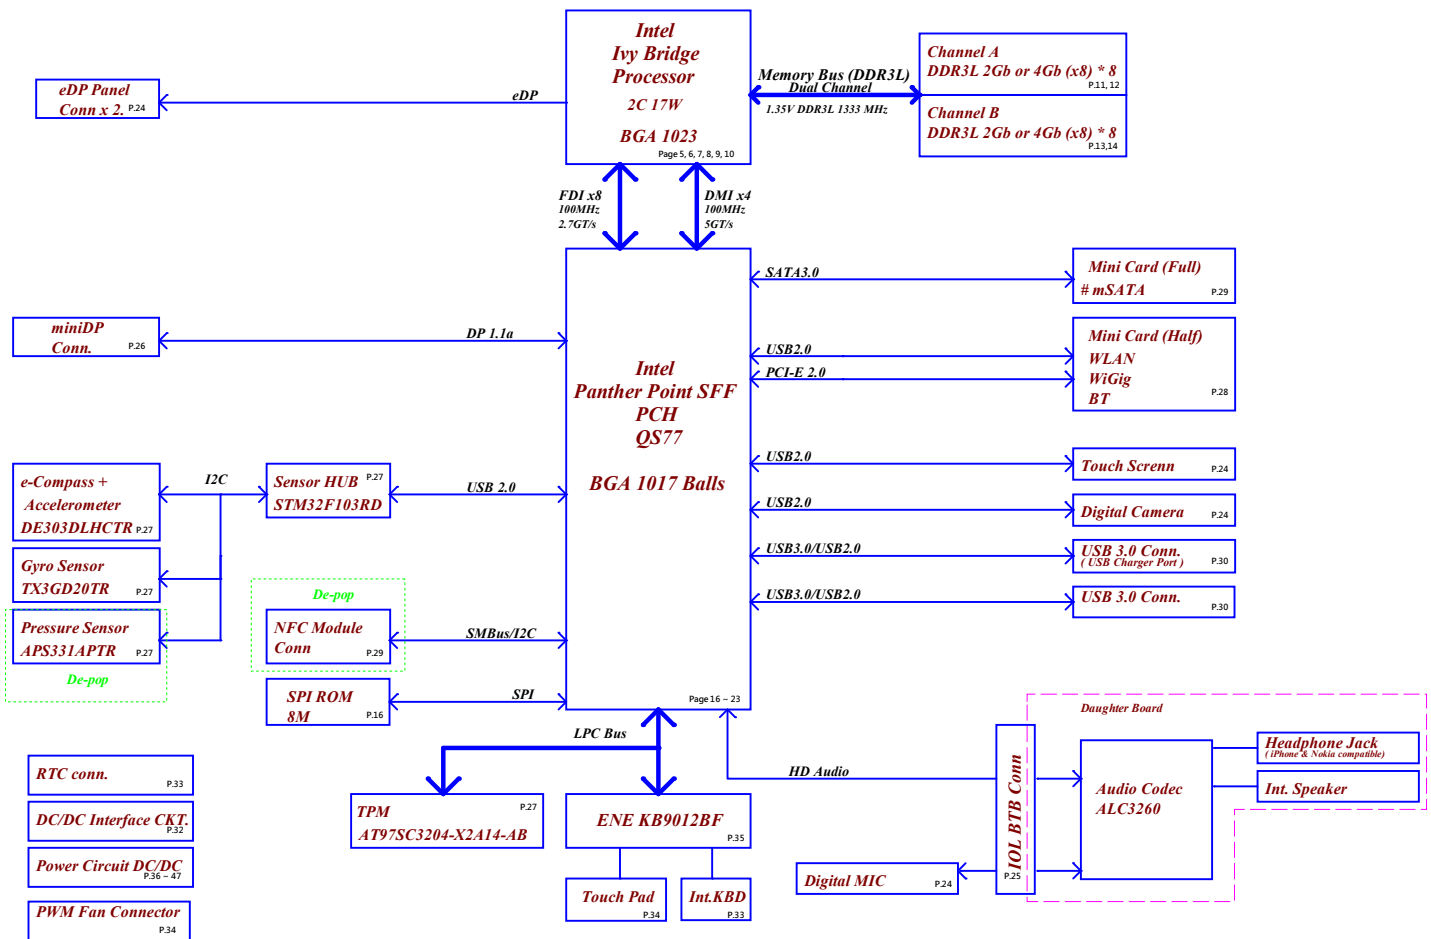 Intel
Ivy Bridge
Processor
2C 17W
BGA 1023
Page 5, 6, 7, 8, 9, 10
eDP Panel
Conn x 2.
P.24
eDP
Memory Bus (DDR3L)
Dual Channel
1.35V DDR3L 1333 MHz
Channel A
DDR3L 2Gb or 4Gb (x8) * 8
P.11, 12
Channel B
DDR3L 2Gb or 4Gb (x8) * 8
P.13,14
FDI x8
100MHz
2.7GT/s
DMI x4
100MHz
5GT/s
Intel
Panther Point SFF
PCH
QS77
BGA 1017 Balls
Page 16 ~ 23
miniDP
Conn.
P.26
DP 1.1a
SATA3.0
Mini Card (Full)
# mSATA
P.29
USB2.0
PCI-E 2.0
Mini Card (Half)
WLAN
WiGig
BT
P.28
USB2.0
Touch Screnn
P.24
USB2.0
Digital Camera
P.24
USB3.0/USB2.0
USB 3.0 Conn.
( USB Charger Port )
P.30
USB3.0/USB2.0
USB 3.0 Conn.
P.30
e-Compass +
Accelerometer
DE303DLHCTR
P.27
I2C
Sensor HUB
P.27
STM32F103RD
USB 2.0
Gyro Sensor
TX3GD20TR
P.27
Pressure Sensor
APS331APTR
P.27
De-pop
De-pop
NFC Module
Conn
P.29
SMBus/I2C
SPI ROM
8M
P.16
SPI
LPC Bus
TPM
P.27
AT97SC3204-X2A14-AB
ENE KB9012BF
P.35
Touch Pad
P.34
Int.KBD
P.33
HD Audio
Digital MIC
P.24
IOL BTB Conn
P.25
Daughter Board
Audio Codec
ALC3260
Headphone Jack
( iPhone & Nokia compatible)
Int. Speaker
RTC conn.
P.33
DC/DC Interface CKT.
P.32
Power Circuit DC/DC
P.36 ~ 47
PWM Fan Connector
P.34